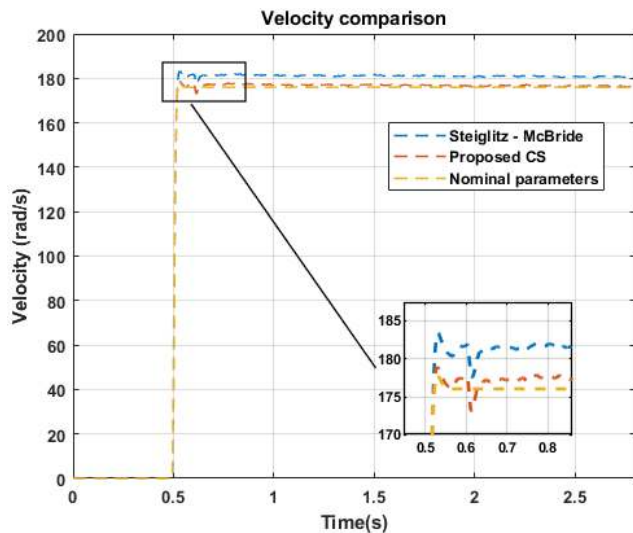 Velocity comparison
200
180
160
140
120
100
80
60
40
20
0
Velocity (rad/s)
Steiglitz - McBride
Proposed CS
Nominal parameters
185
180
175
170
0.5 0.6 0.7 0.8
0 0.5 1 1.5 2 2.5
Time(s)